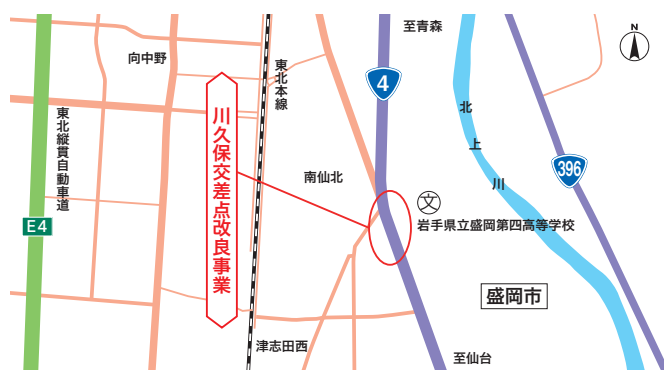 至青森
N
向中野
東北本線
4
川久保交差点改良事業
北上川
東北縦貫自動車道
396
南仙北
文
岩手県立盛岡第四高等学校
E4
盛岡市
津志田西
至仙台